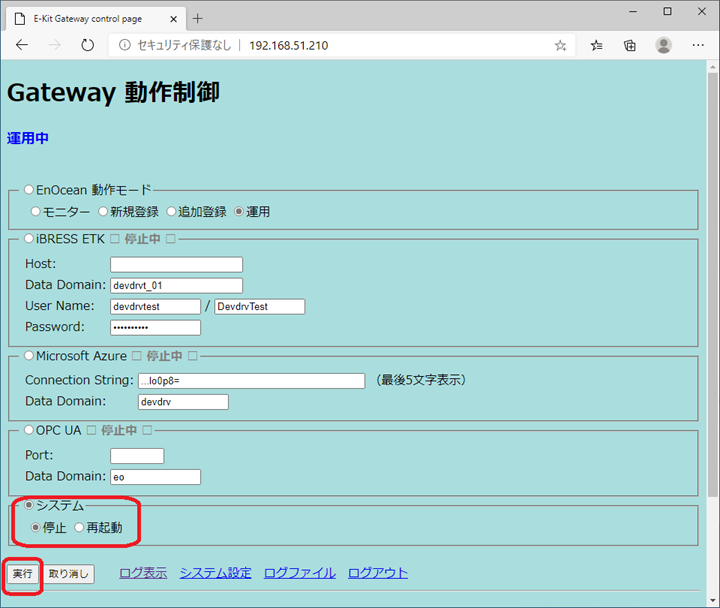 E-Kit Gateway control page
セキュリティ保護なし | 192.168.51.210
Gateway 動作制御
運用中
EnOcean 動作モード
モニター 新規登録 追加登録 運用
iBRESS ETK □ 停止中 □
Host:
Data Domain: devdrvt_01
User Name: devdrvtest / DevdrvTest
Password: ••••••••••
Microsoft Azure □ 停止中 □
Connection String: ...lo0p8= （最後5文字表示）
Data Domain: devdrv
OPC UA □ 停止中 □
Port:
Data Domain: eo
システム
停止 再起動
実行 取り消し ログ表示 システム設定 ログファイル ログアウト